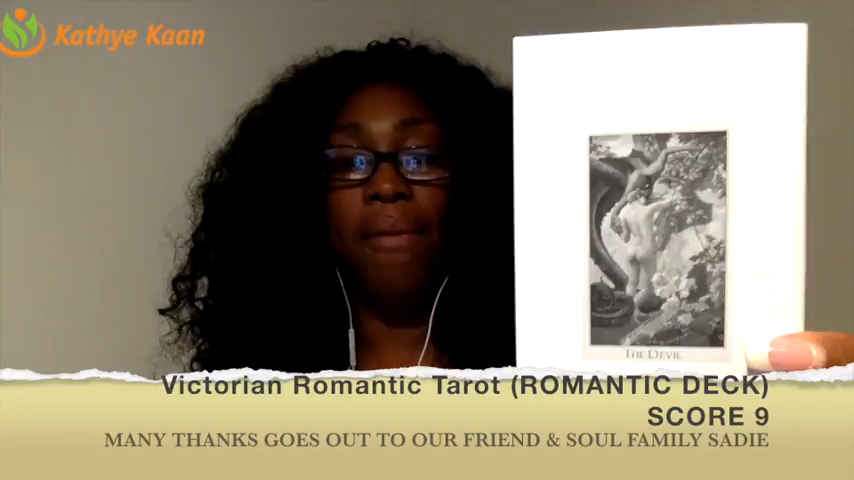 Kathye Kaan
THE DEVIL
Victorian Romantic Tarot (ROMANTIC DECK)
SCORE 9
MANY THANKS GOES OUT TO OUR FRIEND & SOUL FAMILY SADIE